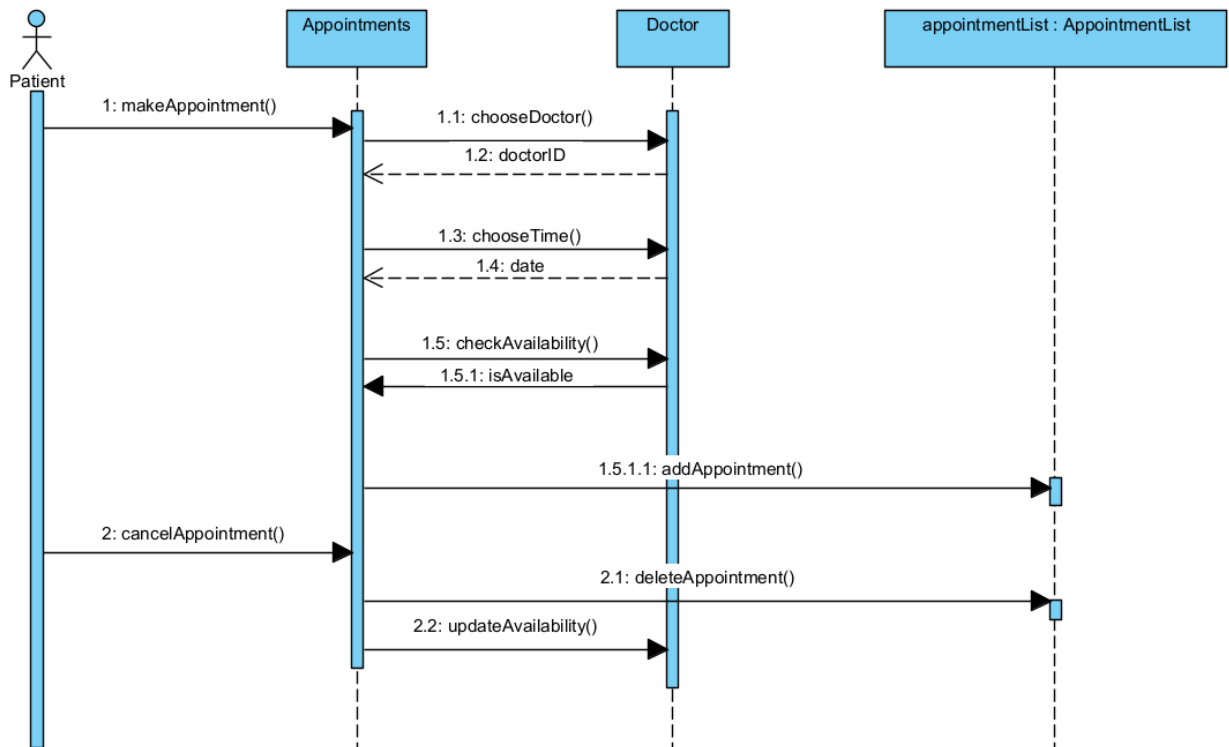 Appointments
Doctor
appointmentList : AppointmentList
Patient
1: makeAppointment()
1.1: chooseDoctor()
1.2: doctorID
1.3: chooseTime()
1.4: date
1.5: checkAvailability()
1.5.1: isAvailable
1.5.1.1: addAppointment()
2: cancelAppointment()
2.1: deleteAppointment()
2.2: updateAvailability()